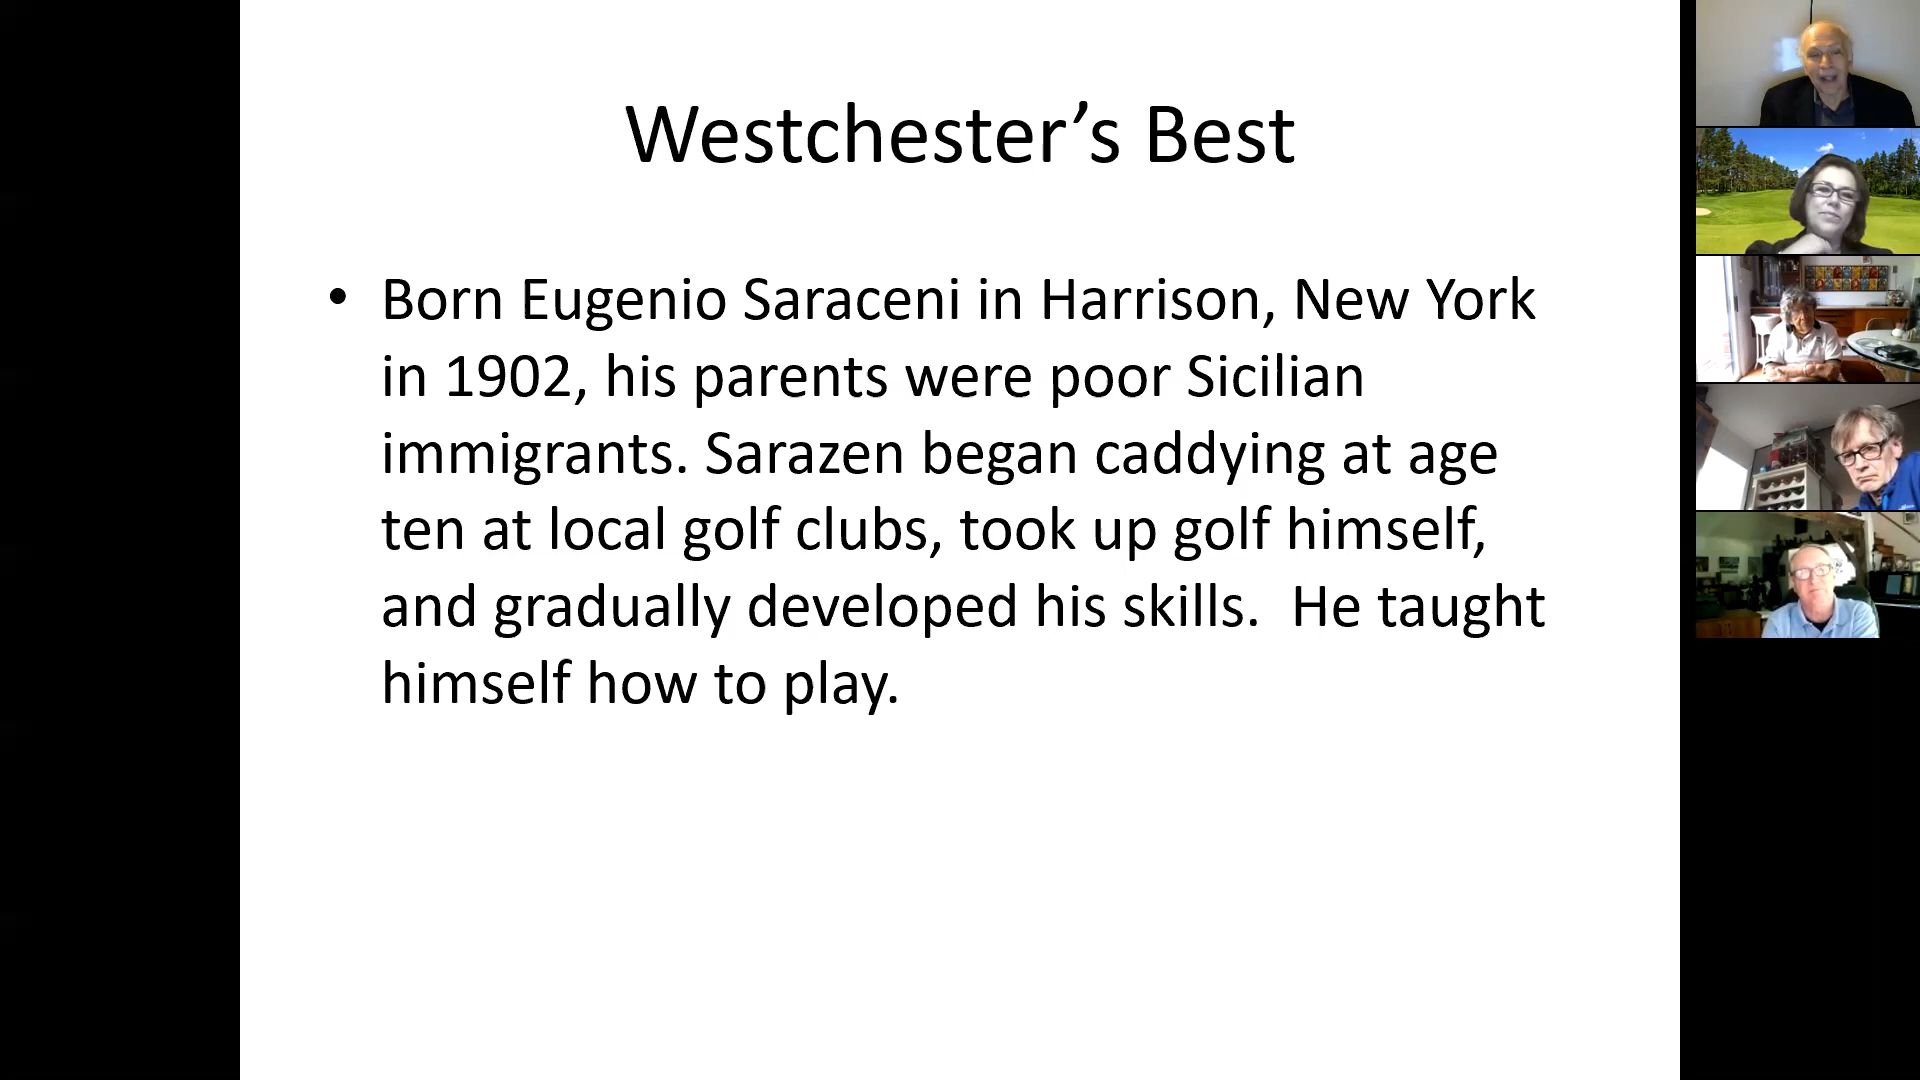 Westchester’s Best
• Born Eugenio Saraceni in Harrison, New York
in 1902, his parents were poor Sicilian
immigrants. Sarazen began caddying at age
ten at local golf clubs, took up golf himself,
and gradually developed his skills.  He taught
himself how to play.